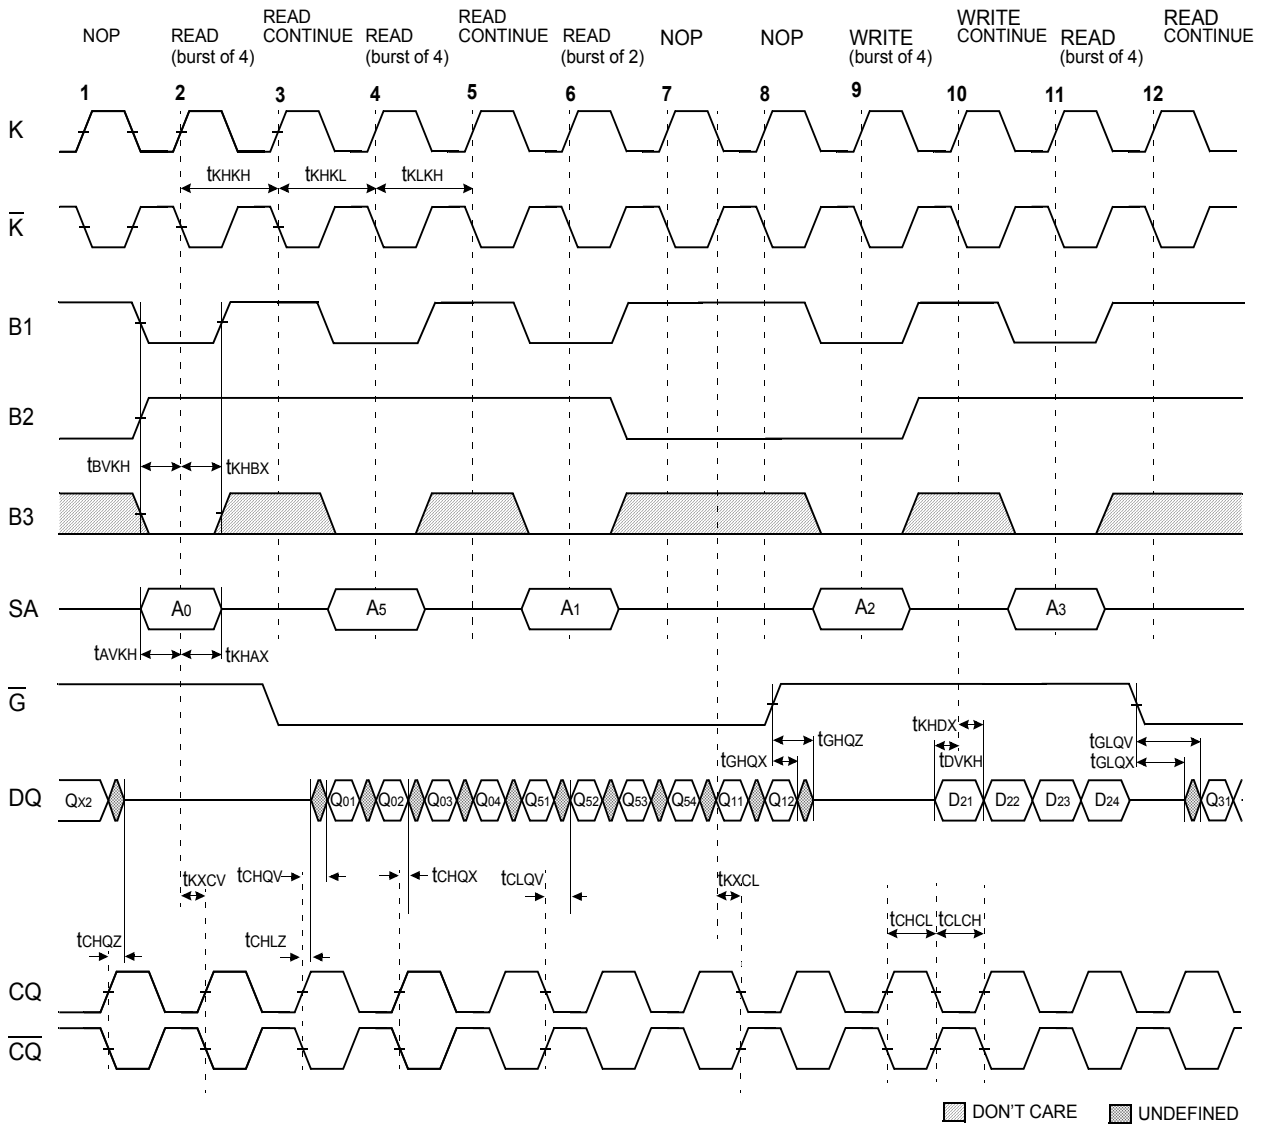 NOP
READ
(burst of 4)
READ
CONTINUE
READ
(burst of 4)
READ
CONTINUE
READ
(burst of 2)
NOP
NOP
WRITE
(burst of 4)
WRITE
CONTINUE
READ
(burst of 4)
READ
CONTINUE
1 2 3 4 5 6 7 8 9 10 11 12
K
tKHKH tKHKL tKLKH
K̅
B1
B2
tBVKH tKHBX
B3
SA A0 A5 A1 A2 A3
tAVKH tKHAX
G̅
tKHDX
tGHQZ tGLQV
tGHQX tDVKH tGLQX
DQ QX2 Q01 Q02 Q03 Q04 Q51 Q52 Q53 Q54 Q11 Q12 D21 D22 D23 D24 Q31
tKXCV tCHQV tCHQX tCLQV tKXCL
tCHQZ tCHLZ tCHCL tCLCH
CQ
C̅Q̅
DON'T CARE UNDEFINED